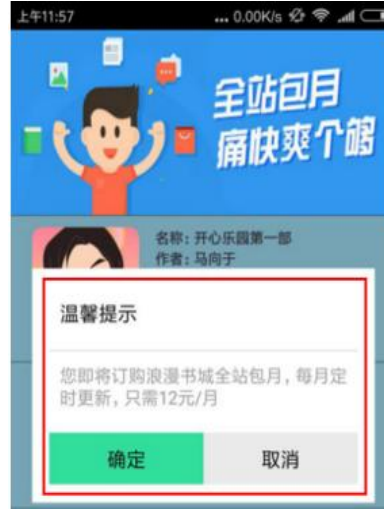 上午11:57
... 0.00K/s
全站包月
痛快爽个够
名称：开心乐园第一部
作者：马向于
温馨提示
您即将订购浪漫书城全站包月，每月定
时更新，只需12元/月
确定
取消